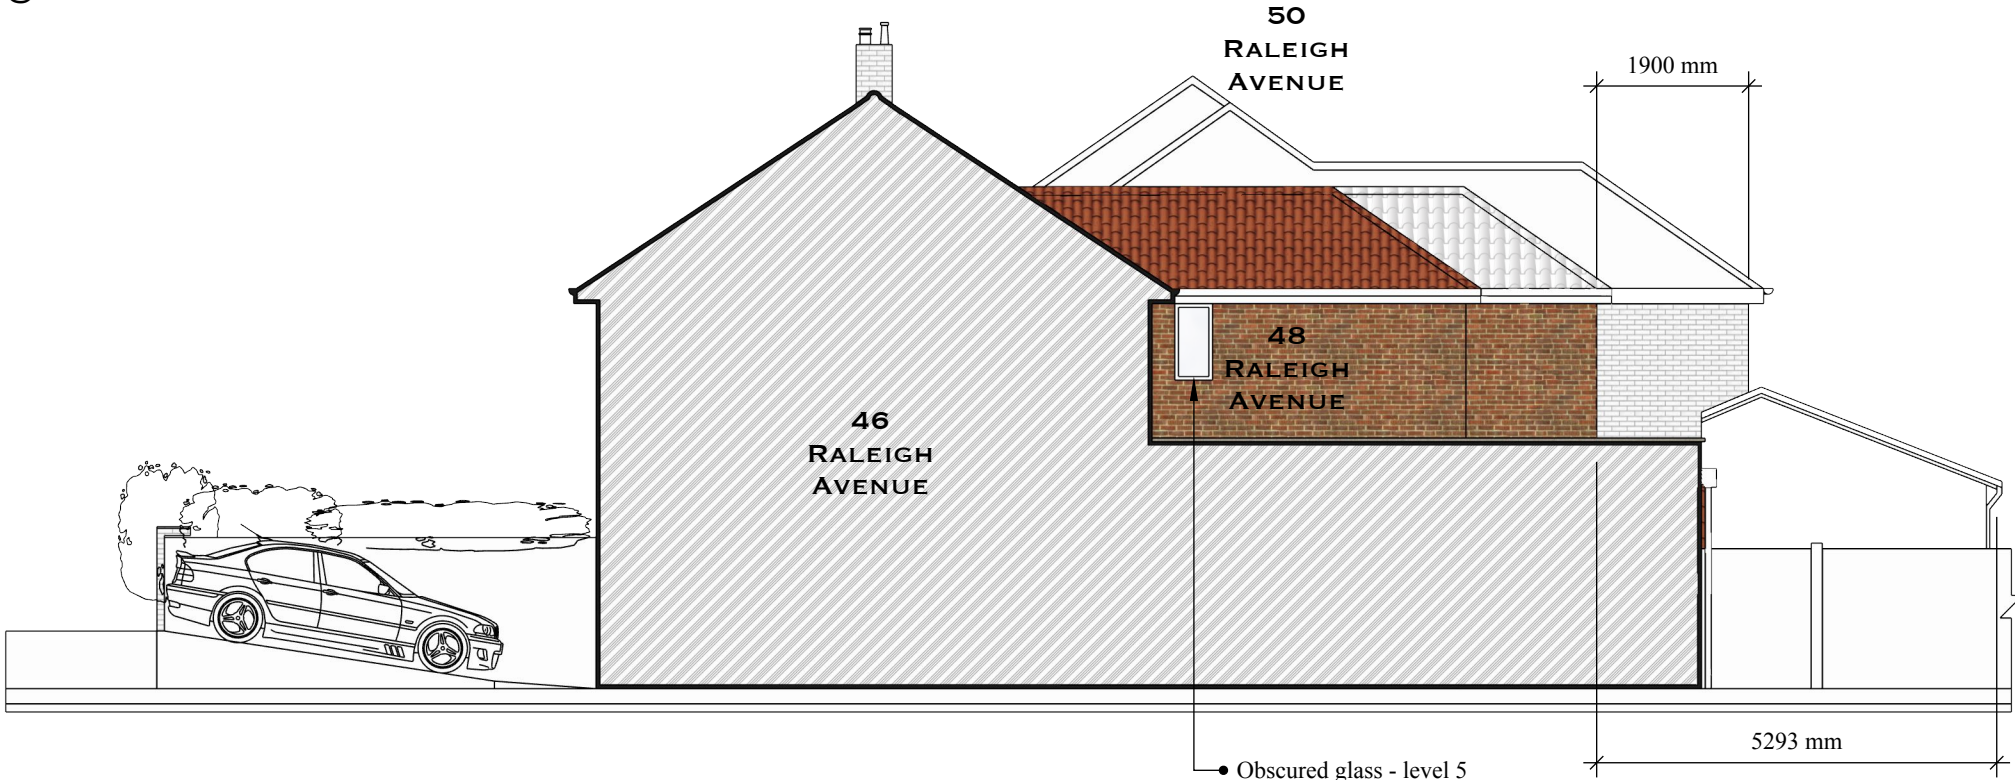 50
RALEIGH
AVENUE
1900 mm
48
RALEIGH
AVENUE
46
RALEIGH
AVENUE
5293 mm
Obscured glass - level 5